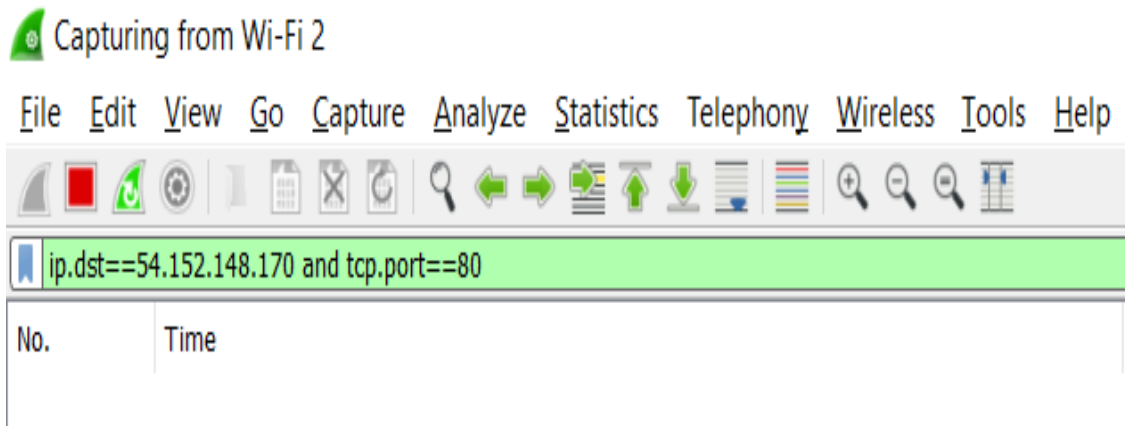 Capturing from Wi-Fi 2
File Edit View Go Capture Analyze Statistics Telephony Wireless Tools Help
ip.dst==54.152.148.170 and tcp.port==80
No. Time